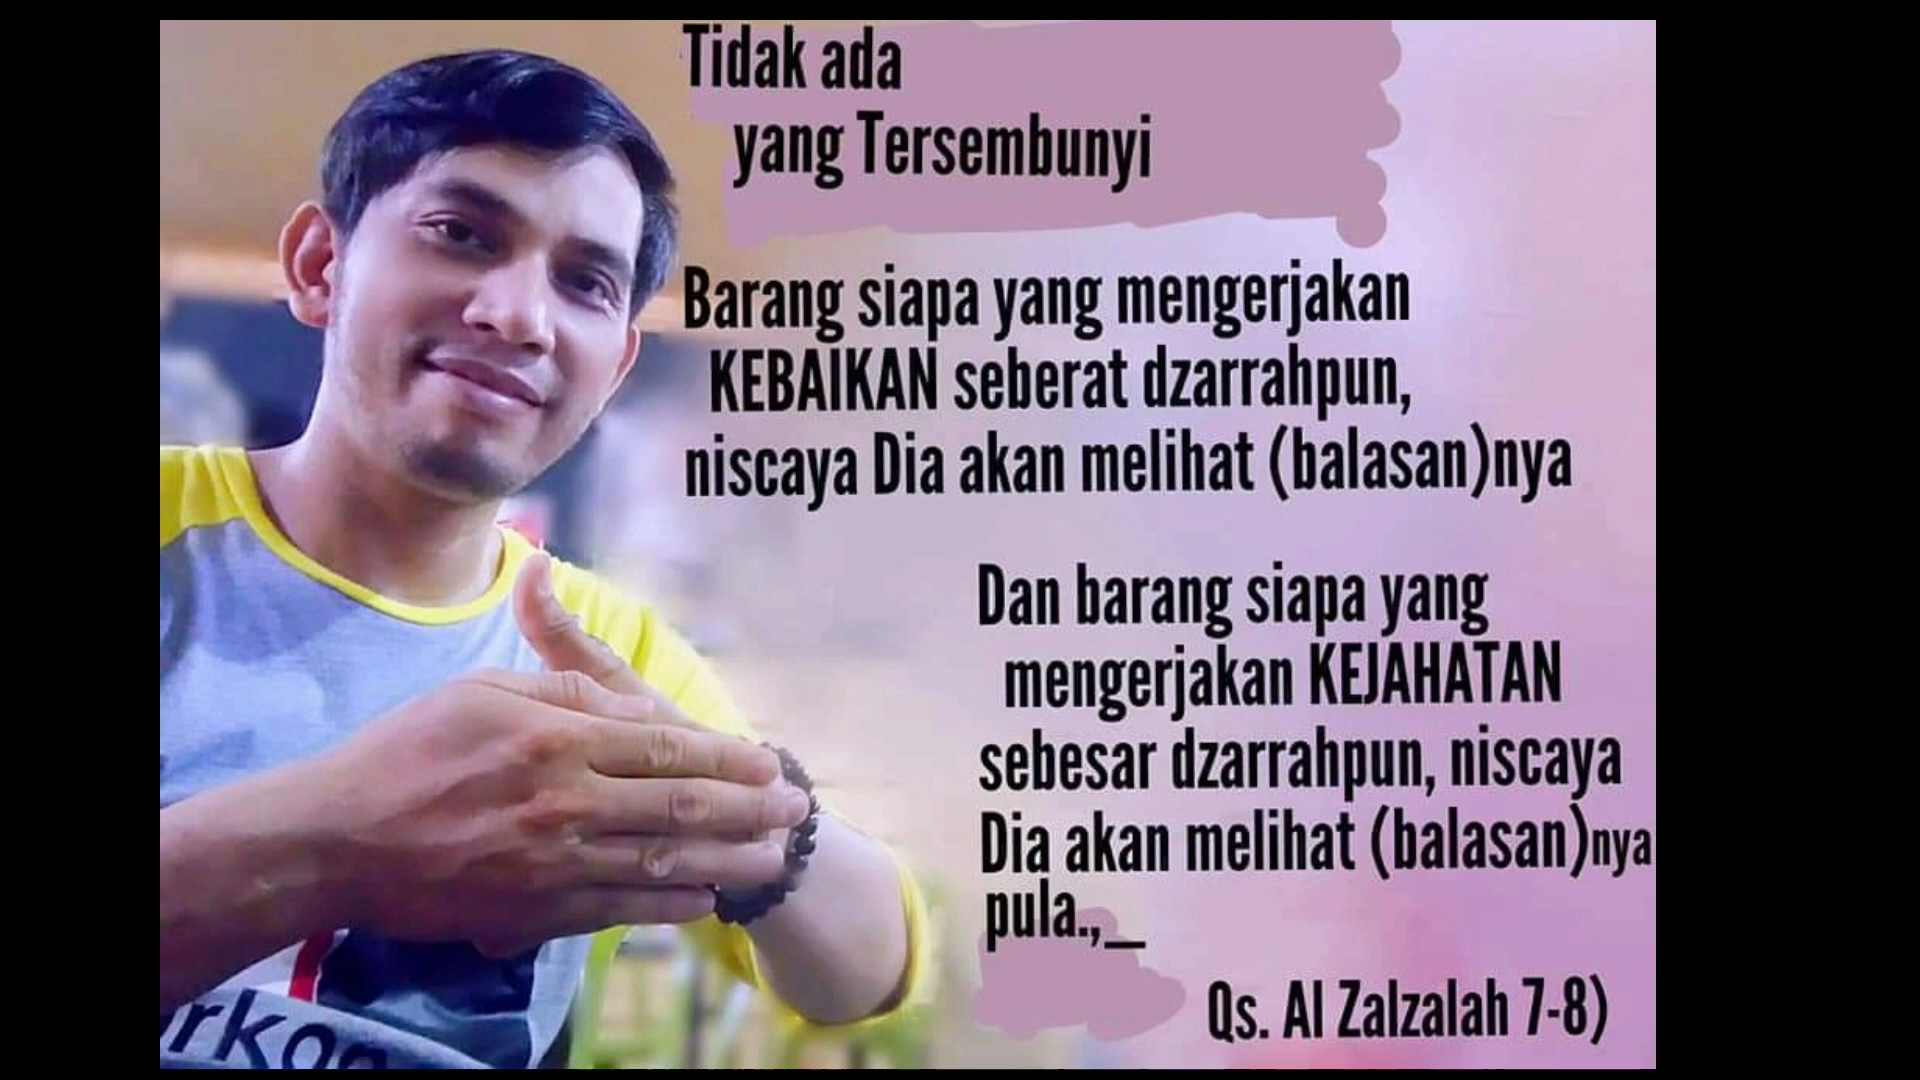 Tidak ada
yang Tersembunyi
Barang siapa yang mengerjakan
KEBAIKAN seberat dzarrahpun,
niscaya Dia akan melihat (balasan)nya
Dan barang siapa yang
mengerjakan KEJAHATAN
sebesar dzarrahpun, niscaya
Dia akan melihat (balasan)nya
pula.,__
Qs. Al Zalzalah 7-8)